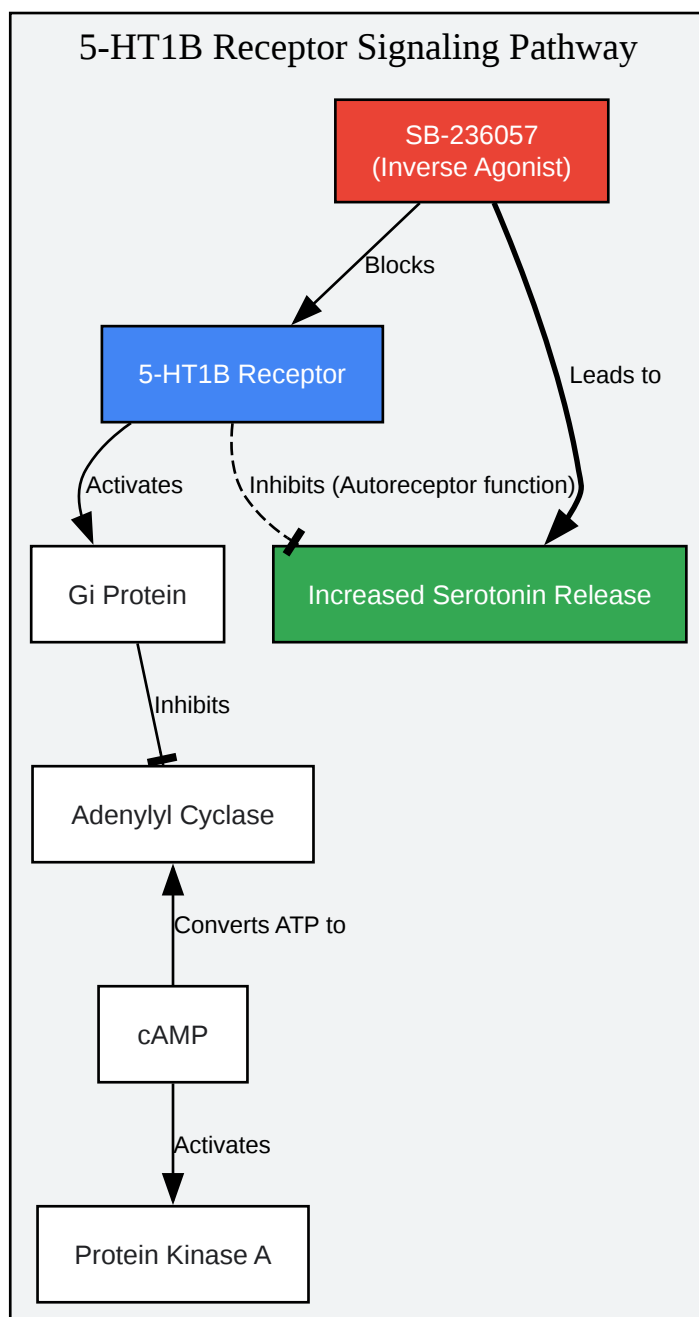 5-HT1B Receptor Signaling Pathway
SB-236057
(Inverse Agonist)
Blocks
Leads to
5-HT1B Receptor
Activates
Inhibits (Autoreceptor function)
Gi Protein
Increased Serotonin Release
Inhibits
Adenylyl Cyclase
Converts ATP to
cAMP
Activates
Protein Kinase A